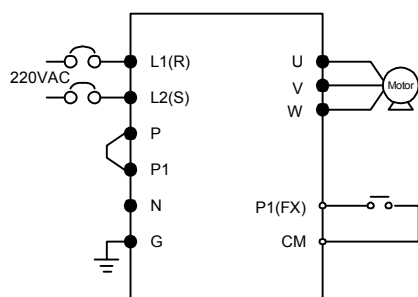 L1(R)
220VAC
L2(S)
P
P1
N
G
U
V
W
Motor
P1(FX)
CM